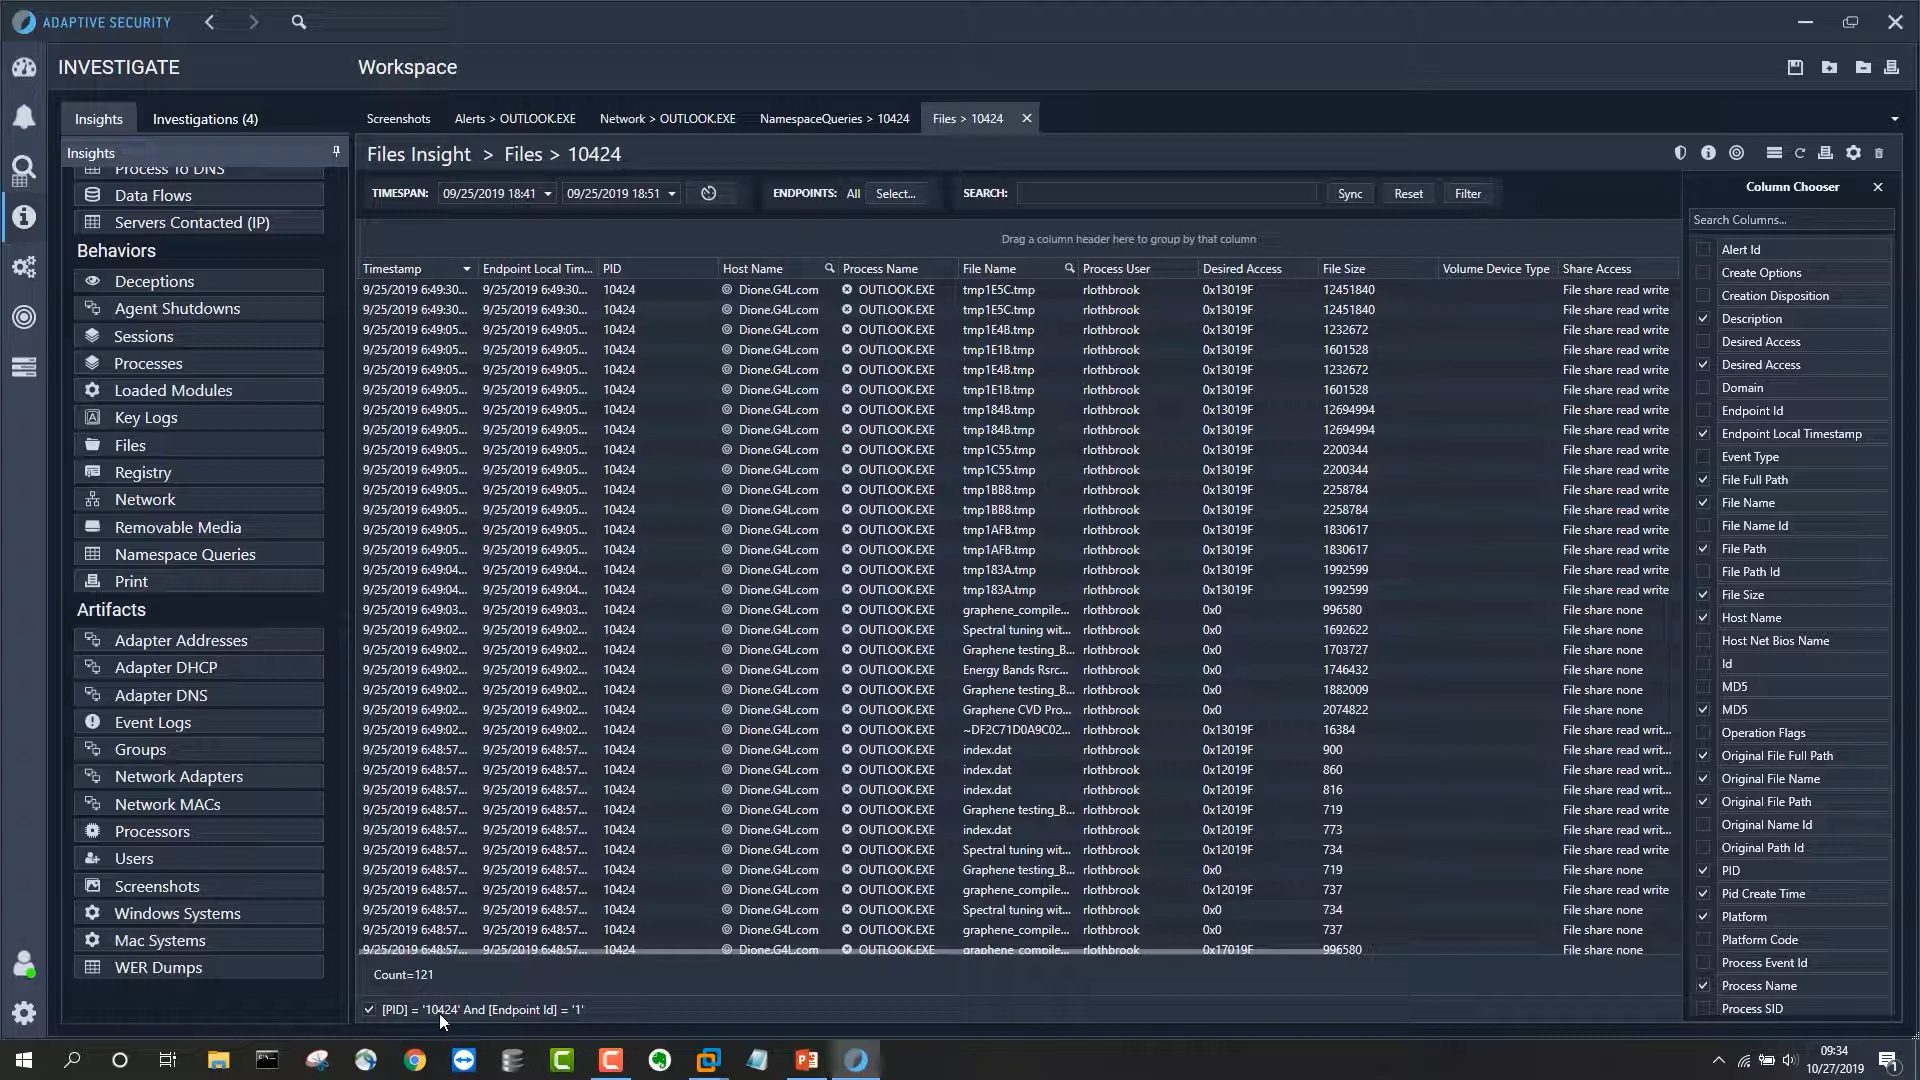 ADAPTIVE SECURITY
INVESTIGATE
Workspace
Insights
Investigations (4)
Screenshots
Alerts > OUTLOOK.EXE
Network > OUTLOOK.EXE
NamespaceQueries > 10424
Files > 10424
Insights
Process To DNS
Data Flows
Servers Contacted (IP)
Behaviors
Deceptions
Agent Shutdowns
Sessions
Processes
Loaded Modules
Key Logs
Files
Registry
Network
Removable Media
Namespace Queries
Print
Artifacts
Adapter Addresses
Adapter DHCP
Adapter DNS
Event Logs
Groups
Network Adapters
Network MACs
Processors
Users
Screenshots
Windows Systems
Mac Systems
WER Dumps
Files Insight > Files > 10424
TIMESPAN: 09/25/2019 18:41 09/25/2019 18:51 ENDPOINTS: All Select... SEARCH: Sync Reset Filter
Drag a column header here to group by that column
Timestamp Endpoint Local Tim... PID Host Name Process Name File Name Process User Desired Access File Size Volume Device Type Share Access
9/25/2019 6:49:30... 9/25/2019 6:49:30... 10424 Dione.G4L.com OUTLOOK.EXE tmp1E5C.tmp rlothbrook 0x13019F 12451840 File share read write
9/25/2019 6:49:30... 9/25/2019 6:49:30... 10424 Dione.G4L.com OUTLOOK.EXE tmp1E5C.tmp rlothbrook 0x13019F 12451840 File share read write
9/25/2019 6:49:05... 9/25/2019 6:49:05... 10424 Dione.G4L.com OUTLOOK.EXE tmp1E4B.tmp rlothbrook 0x13019F 1232672 File share read write
9/25/2019 6:49:05... 9/25/2019 6:49:05... 10424 Dione.G4L.com OUTLOOK.EXE tmp1E1B.tmp rlothbrook 0x13019F 1601528 File share read write
9/25/2019 6:49:05... 9/25/2019 6:49:05... 10424 Dione.G4L.com OUTLOOK.EXE tmp1E4B.tmp rlothbrook 0x13019F 1232672 File share read write
9/25/2019 6:49:05... 9/25/2019 6:49:05... 10424 Dione.G4L.com OUTLOOK.EXE tmp1E1B.tmp rlothbrook 0x13019F 1601528 File share read write
9/25/2019 6:49:05... 9/25/2019 6:49:05... 10424 Dione.G4L.com OUTLOOK.EXE tmp184B.tmp rlothbrook 0x13019F 12694994 File share read write
9/25/2019 6:49:05... 9/25/2019 6:49:05... 10424 Dione.G4L.com OUTLOOK.EXE tmp184B.tmp rlothbrook 0x13019F 12694994 File share read write
9/25/2019 6:49:05... 9/25/2019 6:49:05... 10424 Dione.G4L.com OUTLOOK.EXE tmp1C55.tmp rlothbrook 0x13019F 2200344 File share read write
9/25/2019 6:49:05... 9/25/2019 6:49:05... 10424 Dione.G4L.com OUTLOOK.EXE tmp1C55.tmp rlothbrook 0x13019F 2200344 File share read write
9/25/2019 6:49:05... 9/25/2019 6:49:05... 10424 Dione.G4L.com OUTLOOK.EXE tmp1BB8.tmp rlothbrook 0x13019F 2258784 File share read write
9/25/2019 6:49:05... 9/25/2019 6:49:05... 10424 Dione.G4L.com OUTLOOK.EXE tmp1BB8.tmp rlothbrook 0x13019F 2258784 File share read write
9/25/2019 6:49:05... 9/25/2019 6:49:05... 10424 Dione.G4L.com OUTLOOK.EXE tmp1AFB.tmp rlothbrook 0x13019F 1830617 File share read write
9/25/2019 6:49:05... 9/25/2019 6:49:05... 10424 Dione.G4L.com OUTLOOK.EXE tmp1AFB.tmp rlothbrook 0x13019F 1830617 File share read write
9/25/2019 6:49:04... 9/25/2019 6:49:04... 10424 Dione.G4L.com OUTLOOK.EXE tmp183A.tmp rlothbrook 0x13019F 1992599 File share read write
9/25/2019 6:49:04... 9/25/2019 6:49:04... 10424 Dione.G4L.com OUTLOOK.EXE tmp183A.tmp rlothbrook 0x13019F 1992599 File share read write
9/25/2019 6:49:03... 9/25/2019 6:49:03... 10424 Dione.G4L.com OUTLOOK.EXE graphene_compile... rlothbrook 0x0 996580 File share none
9/25/2019 6:49:02... 9/25/2019 6:49:02... 10424 Dione.G4L.com OUTLOOK.EXE Spectral tuning wit... rlothbrook 0x0 1692622 File share none
9/25/2019 6:49:02... 9/25/2019 6:49:02... 10424 Dione.G4L.com OUTLOOK.EXE Graphene testing_B... rlothbrook 0x0 1703727 File share none
9/25/2019 6:49:02... 9/25/2019 6:49:02... 10424 Dione.G4L.com OUTLOOK.EXE Energy Bands Rsrc... rlothbrook 0x0 1746432 File share none
9/25/2019 6:49:02... 9/25/2019 6:49:02... 10424 Dione.G4L.com OUTLOOK.EXE Graphene testing_B... rlothbrook 0x0 1882009 File share none
9/25/2019 6:49:02... 9/25/2019 6:49:02... 10424 Dione.G4L.com OUTLOOK.EXE Graphene CVD Pro... rlothbrook 0x0 2074822 File share none
9/25/2019 6:49:02... 9/25/2019 6:49:02... 10424 Dione.G4L.com OUTLOOK.EXE ~DF2C71D0A9C02... rlothbrook 0x13019F 16384 File share read writ...
9/25/2019 6:48:57... 9/25/2019 6:48:57... 10424 Dione.G4L.com OUTLOOK.EXE index.dat rlothbrook 0x12019F 900 File share read writ...
9/25/2019 6:48:57... 9/25/2019 6:48:57... 10424 Dione.G4L.com OUTLOOK.EXE index.dat rlothbrook 0x12019F 860 File share read writ...
9/25/2019 6:48:57... 9/25/2019 6:48:57... 10424 Dione.G4L.com OUTLOOK.EXE index.dat rlothbrook 0x12019F 816 File share read writ...
9/25/2019 6:48:57... 9/25/2019 6:48:57... 10424 Dione.G4L.com OUTLOOK.EXE Graphene testing_B... rlothbrook 0x12019F 719 File share read write
9/25/2019 6:48:57... 9/25/2019 6:48:57... 10424 Dione.G4L.com OUTLOOK.EXE index.dat rlothbrook 0x12019F 773 File share read writ...
9/25/2019 6:48:57... 9/25/2019 6:48:57... 10424 Dione.G4L.com OUTLOOK.EXE Spectral tuning wit... rlothbrook 0x12019F 734 File share read write
9/25/2019 6:48:57... 9/25/2019 6:48:57... 10424 Dione.G4L.com OUTLOOK.EXE Graphene testing_B... rlothbrook 0x0 719 File share none
9/25/2019 6:48:57... 9/25/2019 6:48:57... 10424 Dione.G4L.com OUTLOOK.EXE graphene_compile... rlothbrook 0x12019F 737 File share read write
9/25/2019 6:48:57... 9/25/2019 6:48:57... 10424 Dione.G4L.com OUTLOOK.EXE Spectral tuning wit... rlothbrook 0x0 734 File share none
9/25/2019 6:48:57... 9/25/2019 6:48:57... 10424 Dione.G4L.com OUTLOOK.EXE graphene_compile... rlothbrook 0x0 737 File share none
9/25/2019 6:48:57... 9/25/2019 6:48:57... 10424 Dione.G4L.com OUTLOOK.EXE graphene_compile... rlothbrook 0x17019F 996580 File share none
Count=121
[PID] = '10424' And [Endpoint Id] = '1'
Column Chooser
Search Columns...
Alert Id
Create Options
Creation Disposition
Description
Desired Access
Desired Access
Domain
Endpoint Id
Endpoint Local Timestamp
Event Type
File Full Path
File Name
File Name Id
File Path
File Path Id
File Size
Host Name
Host Net Bios Name
Id
MD5
MD5
Operation Flags
Original File Full Path
Original File Name
Original File Path
Original Name Id
Original Path Id
PID
Pid Create Time
Platform
Platform Code
Process Event Id
Process Name
Process SID
09:34
10/27/2019
1